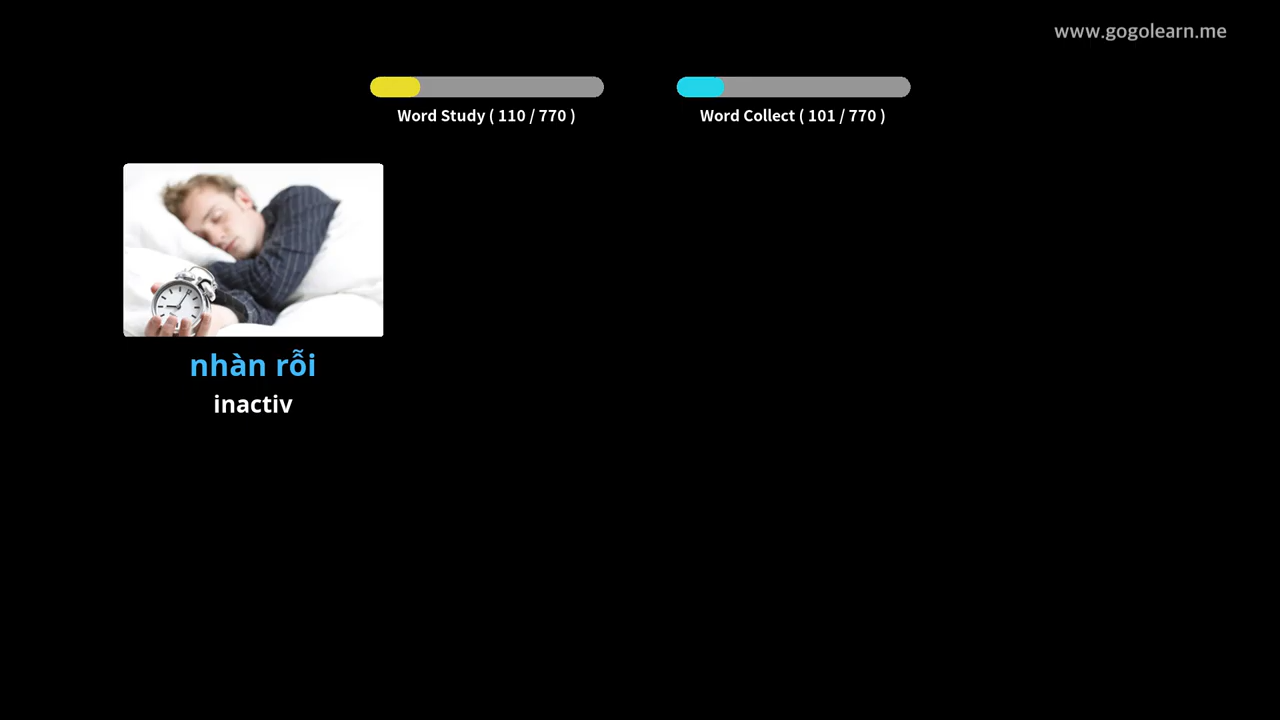 www.gogolearn.me
Word Study ( 110 / 770 )
Word Collect ( 101 / 770 )
nhàn rỗi
inactiv